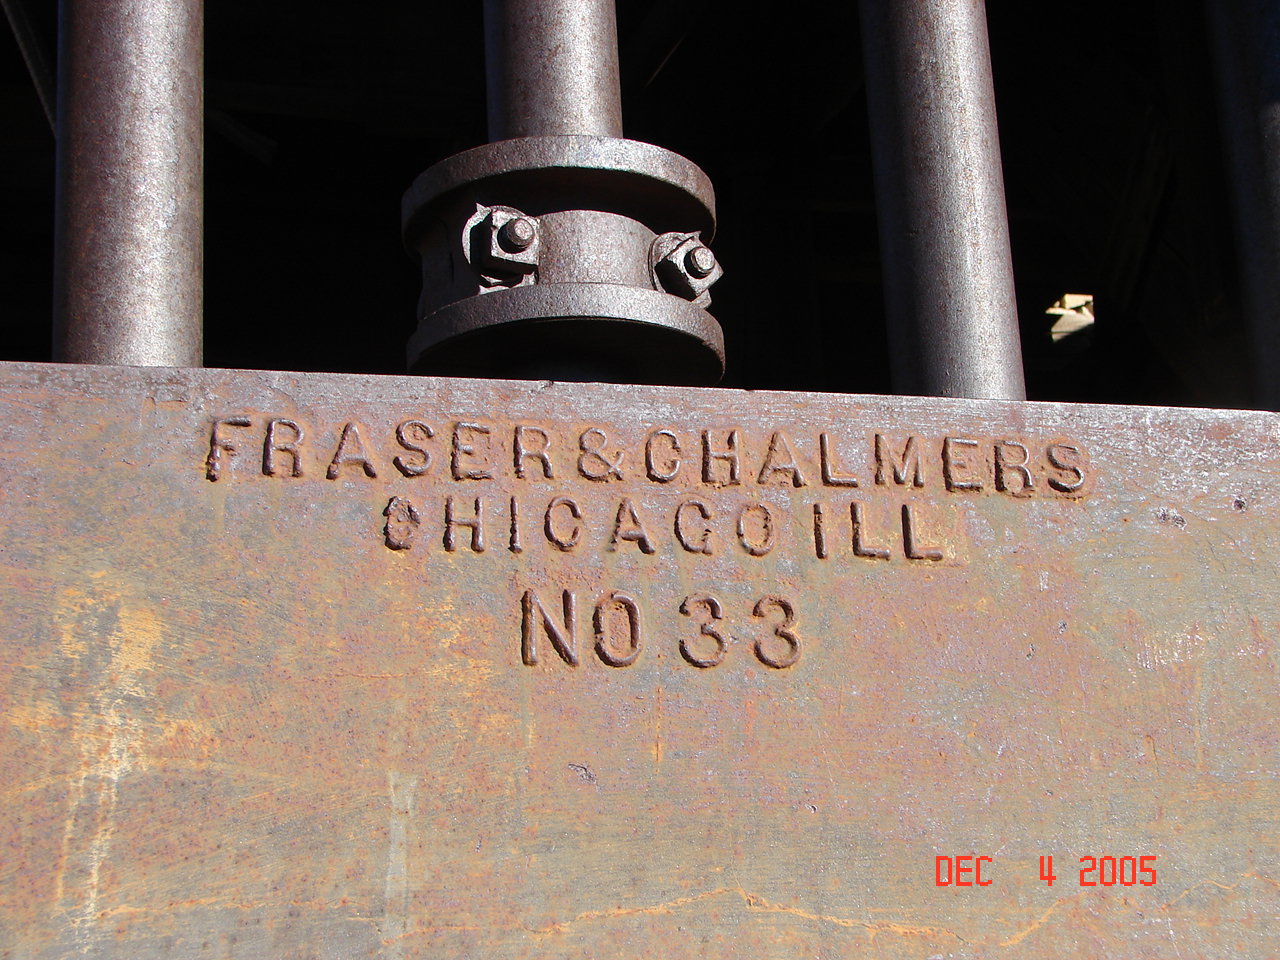 FRASER & CHALMERS
CHICAGO ILL
NO 33
DEC 4 2005